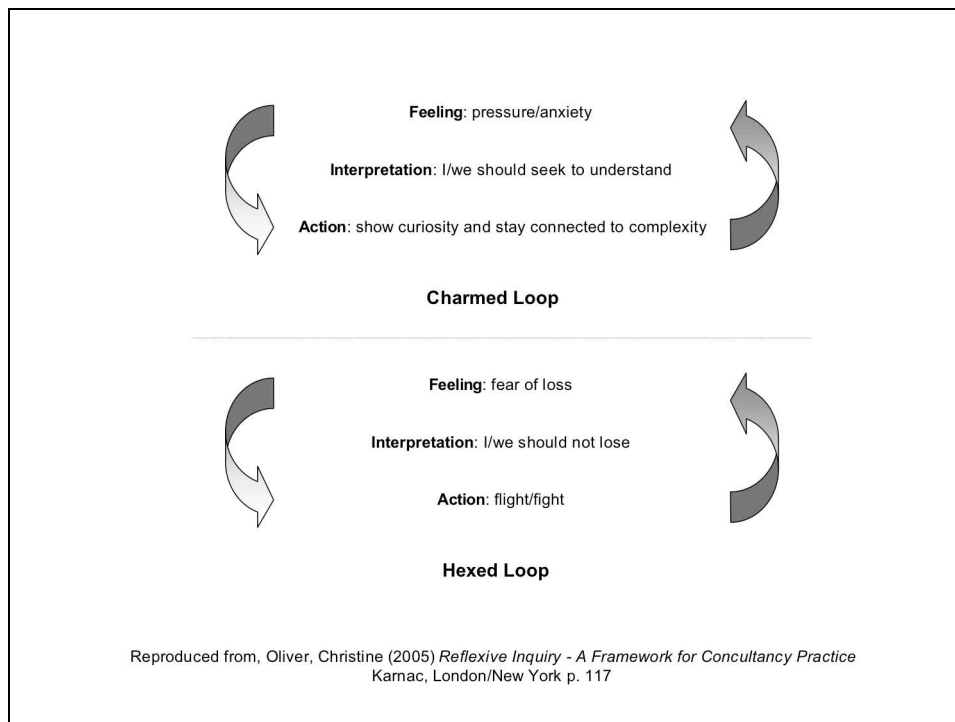 Feeling: pressure/anxiety
Interpretation: I/we should seek to understand
Action: show curiosity and stay connected to complexity
Charmed Loop
Feeling: fear of loss
Interpretation: I/we should not lose
Action: flight/fight
Hexed Loop
Reproduced from, Oliver, Christine (2005) Reflexive Inquiry - A Framework for Concultancy Practice
Karnac, London/New York p. 117